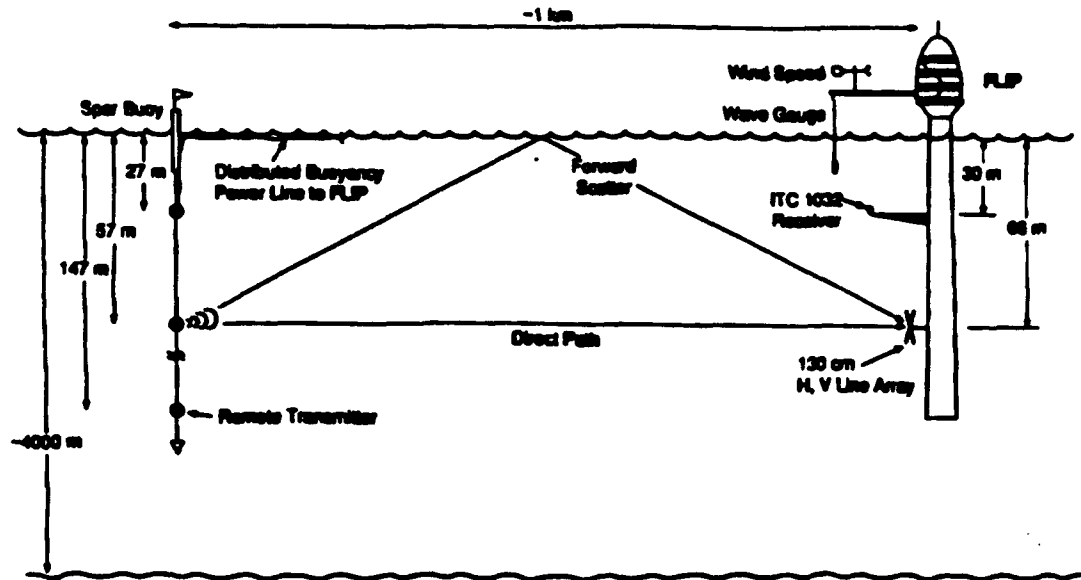 ~1 km
Wind Speed
FLIP
Spar Buoy
Wave Gauge
27 m
Distributed Buoyancy
Power Line to FLIP
Forward
Scatter
30 m
ITC 1032
Receiver
57 m
66 m
147 m
Direct Path
130 cm
H, V Line Array
Remote Transmitter
~4000 m